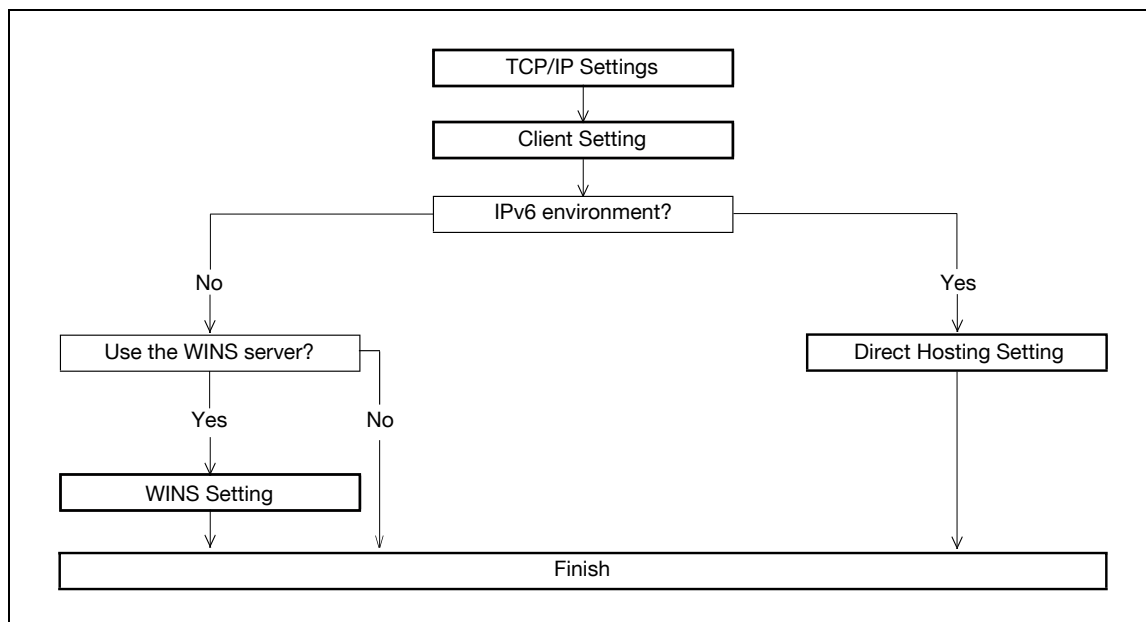 TCP/IP Settings
Client Setting
IPv6 environment?
No
Yes
Use the WINS server?
Direct Hosting Setting
Yes
No
WINS Setting
Finish